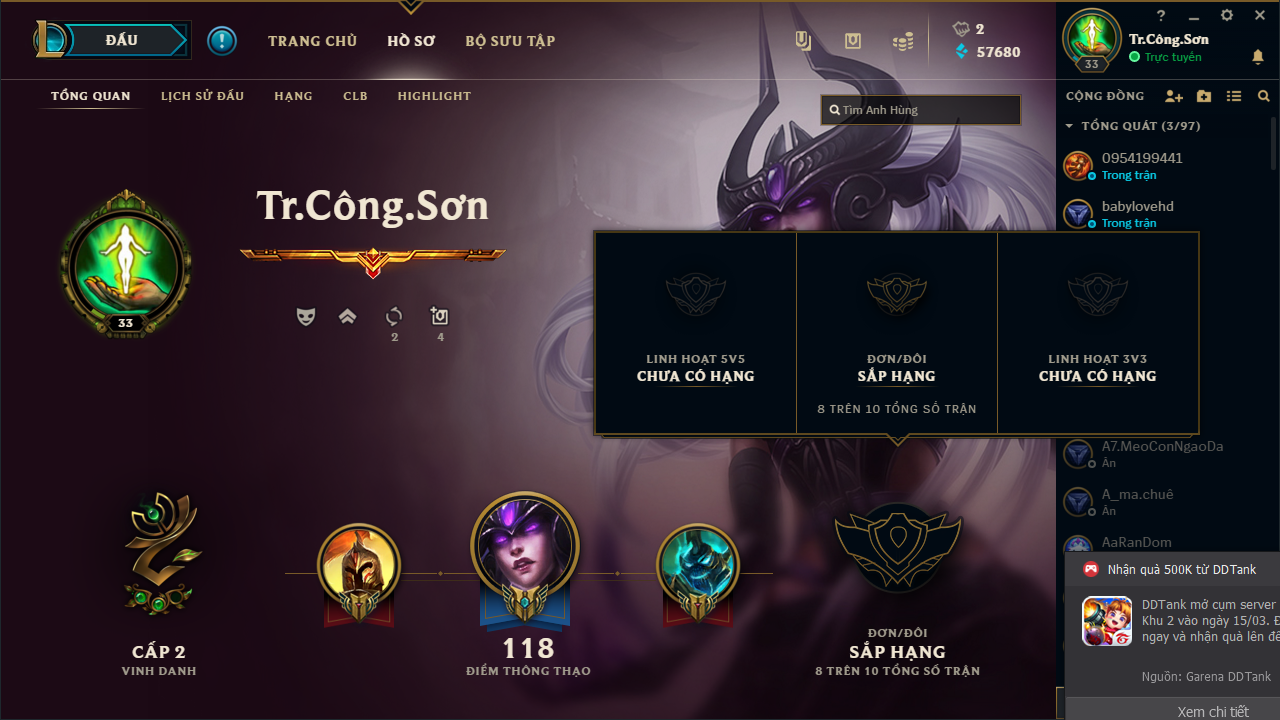 ĐẤU
TRANG CHỦ
HỒ SƠ
BỘ SƯU TẬP
2
57680
?
Tr.Công.Sơn
Trực tuyến
33
TỔNG QUAN
LỊCH SỬ ĐẤU
HẠNG
CLB
HIGHLIGHT
Tìm Anh Hùng
CỘNG ĐỒNG
TỔNG QUÁT (3/97)
0954199441
Trong trận
babylovehd
Trong trận
Tr.Công.Sơn
33
2
4
LINH HOẠT 5V5
CHƯA CÓ HẠNG
ĐƠN/ĐÔI
SẮP HẠNG
8 TRÊN 10 TỔNG SỐ TRẬN
LINH HOẠT 3V3
CHƯA CÓ HẠNG
A7.MeoConNgaoDa
Ẩn
A_ma.chuê
Ẩn
AaRanDom
CẤP 2
VINH DANH
118
ĐIỂM THÔNG THẠO
ĐƠN/ĐÔI
SẮP HẠNG
8 TRÊN 10 TỔNG SỐ TRẬN
Nhận quà 500K từ DDTank
DDTank mở cụm server
Khu 2 vào ngày 15/03. Đ
ngay và nhận quà lên đế
Nguồn: Garena DDTank
Xem chi tiết